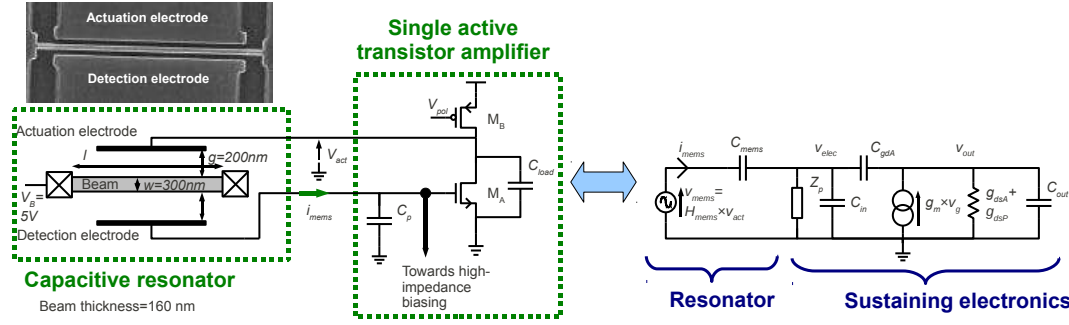 Actuation electrode
Detection electrode
Single active
transistor amplifier
Actuation electrode
l
g=200nm
Beam
w=300nm
V_B=
5V
Detection electrode
Capacitive resonator
Beam thickness=160 nm
V_pol
M_B
V_act
C_load
M_A
i_mems
C_p
Towards high-
impedance
biasing
i_mems
C_mems
v_elec
C_gdA
v_out
v_mems=
H_mems×v_act
Z_p
C_in
g_m×v_g
g_dsA+
g_dsP
C_out
Resonator
Sustaining electronics